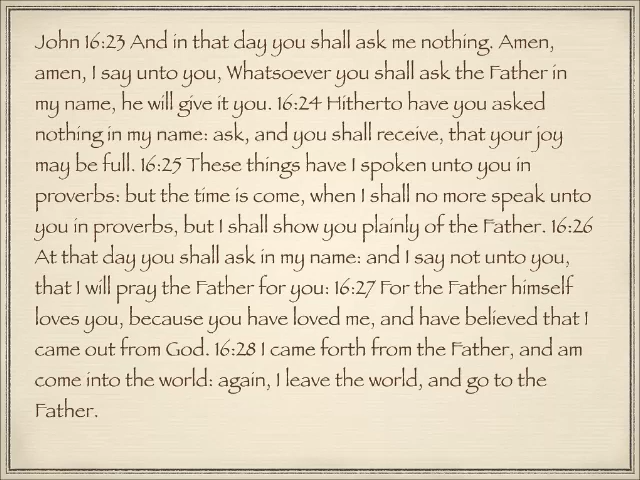 John 16:23 And in that day you shall ask me nothing. Amen,
amen, I say unto you, Whatsoever you shall ask the Father in
my name, he will give it you. 16:24 Hitherto have you asked
nothing in my name: ask, and you shall receive, that your joy
may be full. 16:25 These things have I spoken unto you in
proverbs: but the time is come, when I shall no more speak unto
you in proverbs, but I shall show you plainly of the Father. 16:26
At that day you shall ask in my name: and I say not unto you,
that I will pray the Father for you: 16:27 For the Father himself
loves you, because you have loved me, and have believed that I
came out from God. 16:28 I came forth from the Father, and am
come into the world: again, I leave the world, and go to the
Father.